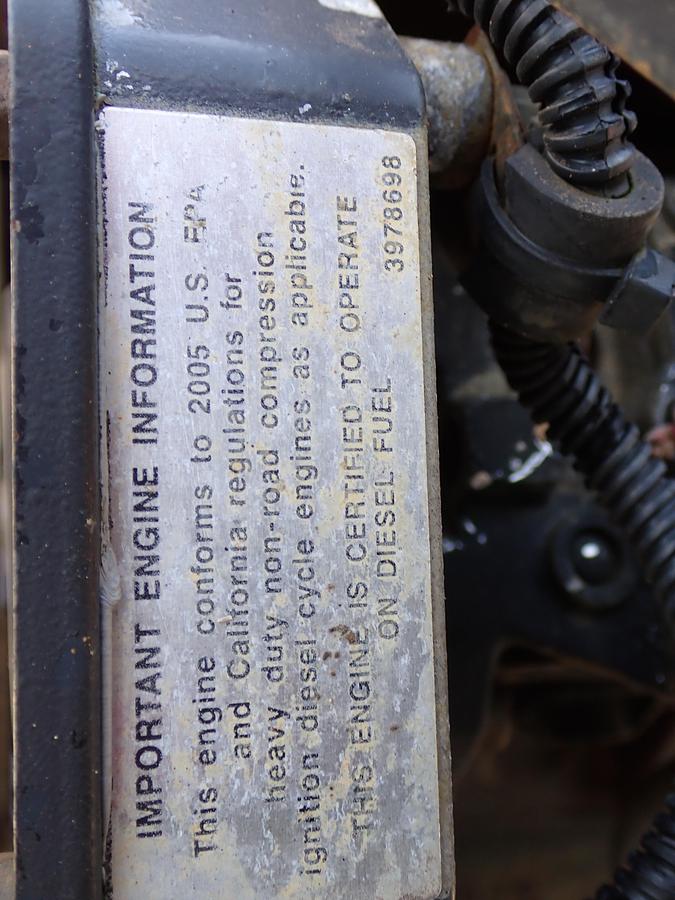 IMPORTANT ENGINE INFORMATION
This engine conforms to 2005 U.S. EPA
and California regulations for
heavy duty non-road compression
ignition diesel cycle engines as applicable.
THIS ENGINE IS CERTIFIED TO OPERATE
ON DIESEL FUEL 3978698